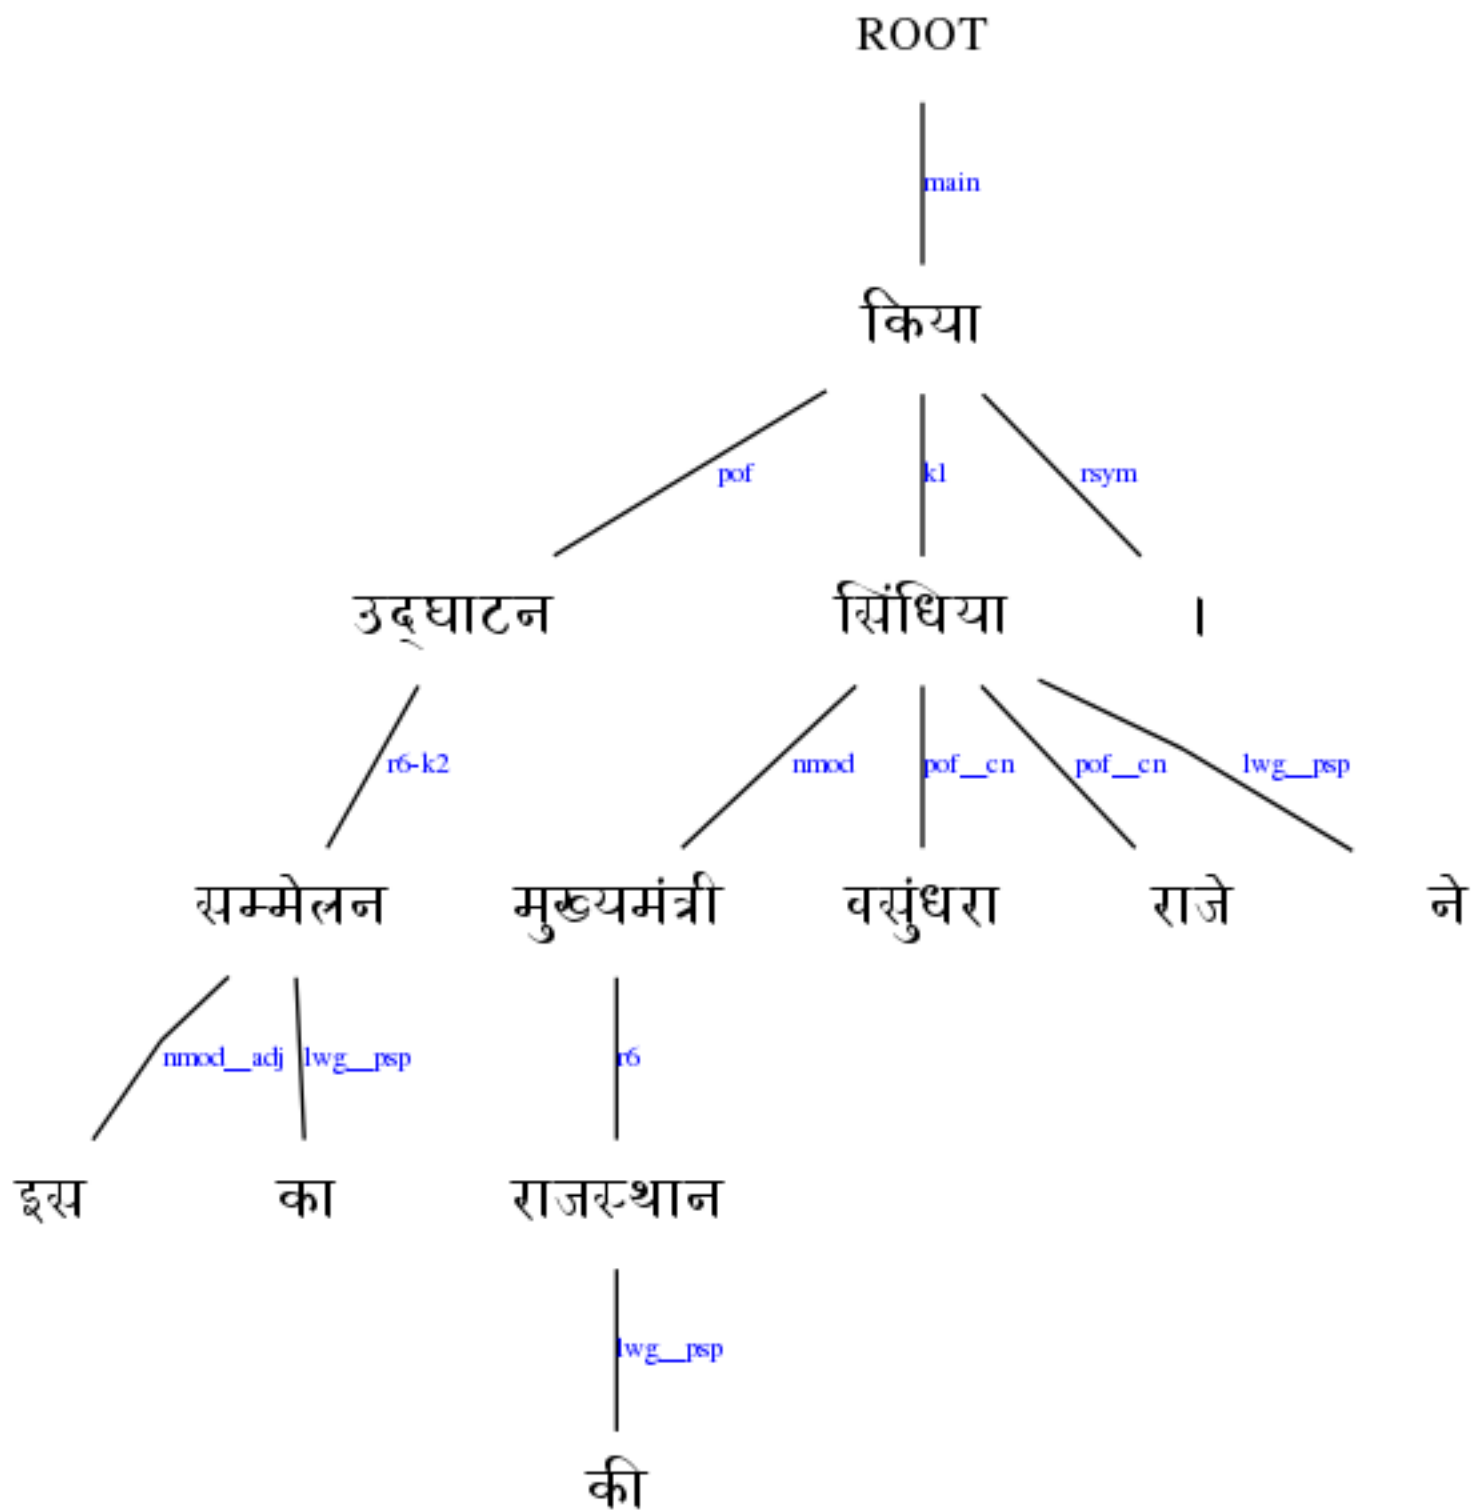 ROOT
main
किया
pof k1 rsym
उद्घाटन सिंधिया ।
r6-k2 nmod pof__cn pof__cn lwg__psp
सम्मेलन मुख्यमंत्री वसुंधरा राजे ने
nmod__adj lwg__psp r6
इस का राजस्थान
lwg__psp
की